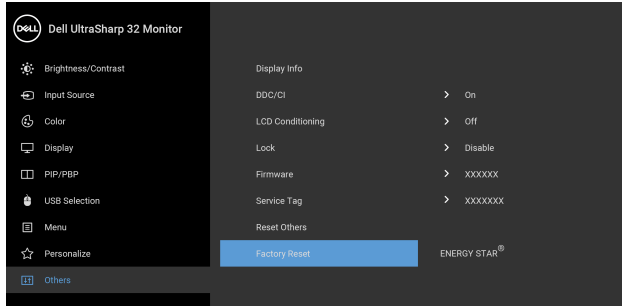 DELL Dell UltraSharp 32 Monitor
Brightness/Contrast
Input Source
Color
Display
PIP/PBP
USB Selection
Menu
Personalize
Others
Display Info
DDC/CI > On
LCD Conditioning > Off
Lock > Disable
Firmware > XXXXXX
Service Tag > XXXXXXX
Reset Others
Factory Reset ENERGY STAR®